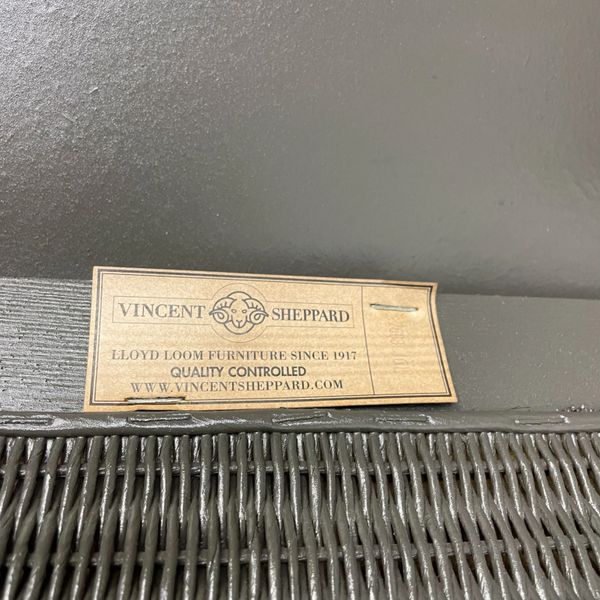 VINCENT SHEPPARD
LLOYD LOOM FURNITURE SINCE 1917
QUALITY CONTROLLED
WWW.VINCENTSHEPPARD.COM